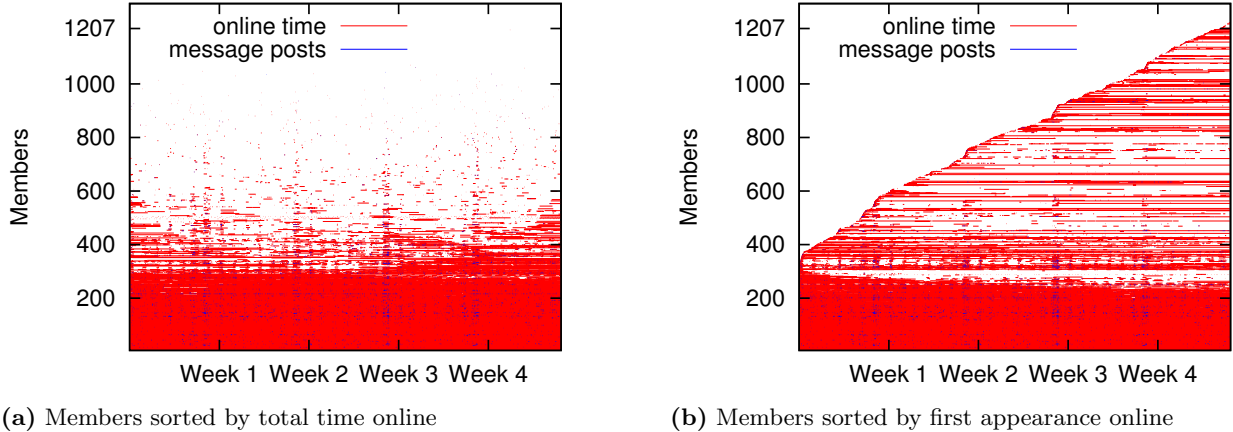 online time
message posts
1207
1000
800
600
400
200
Members
Week 1 Week 2 Week 3 Week 4
(a) Members sorted by total time online
online time
message posts
1207
1000
800
600
400
200
Members
Week 1 Week 2 Week 3 Week 4
(b) Members sorted by first appearance online